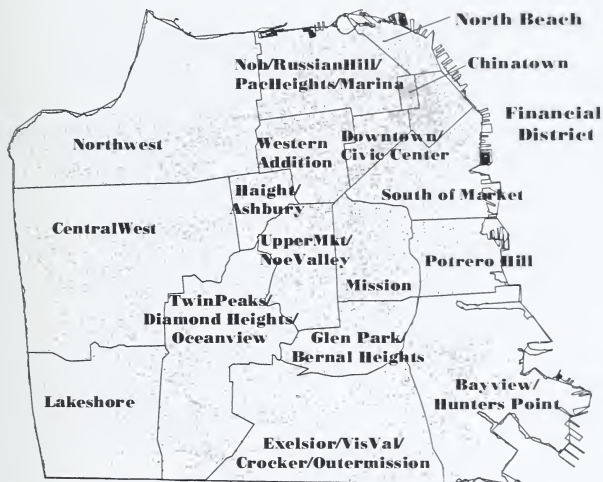 North Beach
Nob/RussianHill/
PacHeights/Marina
Chinatown
Financial
District
Northwest
Western
Addition
Downtown/
Civic Center
Haight/
Ashbury
South of Market
CentralWest
UpperMkt/
NoeValley
Potrero Hill
Mission
TwinPeaks/
Diamond Heights/
Oceanview
Glen Park/
Bernal Heights
Lakeshore
Bayview/
Hunters Point
Exelsior/VisVal/
Crocker/Outermission